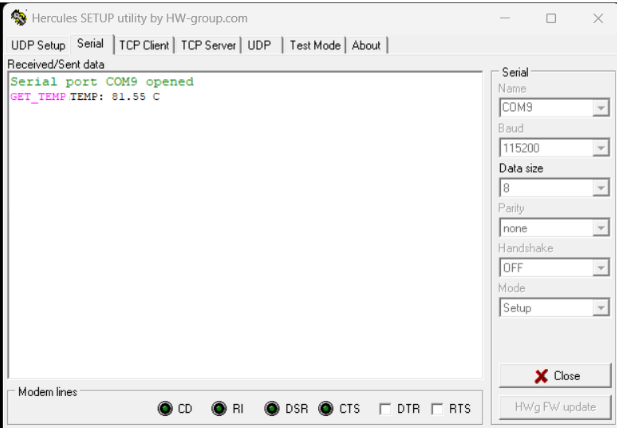 Hercules SETUP utility by HW-group.com
UDP Setup Serial TCP Client TCP Server UDP Test Mode About
Received/Sent data
Serial port COM9 opened
GET_TEMP TEMP: 81.55 C
Serial
Name
COM9
Baud
115200
Data size
8
Parity
none
Handshake
OFF
Mode
Setup
Close
HWg FW update
Modem lines
CD RI DSR CTS DTR RTS